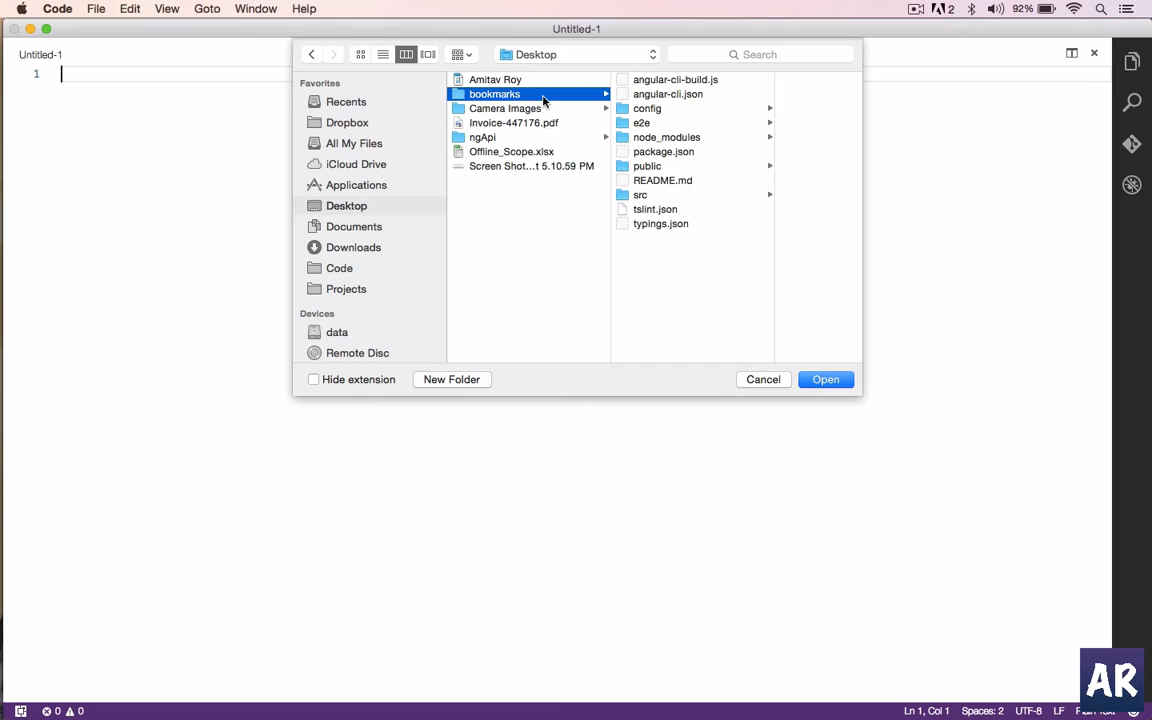 Code File Edit View Goto Window Help 2 92%
Untitled-1
Untitled-1
Desktop Search
1
Favorites
Recents
Dropbox
All My Files
iCloud Drive
Applications
Desktop
Documents
Downloads
Code
Projects
Devices
data
Remote Disc
Amitav Roy
bookmarks
Camera Images
Invoice-447176.pdf
ngApi
Offline_Scope.xlsx
Screen Shot...t 5.10.59 PM
angular-cli-build.js
angular-cli.json
config
e2e
node_modules
package.json
public
README.md
src
tslint.json
typings.json
Hide extension New Folder Cancel Open
AR
0 0 Ln 1, Col 1 Spaces: 2 UTF-8 LF